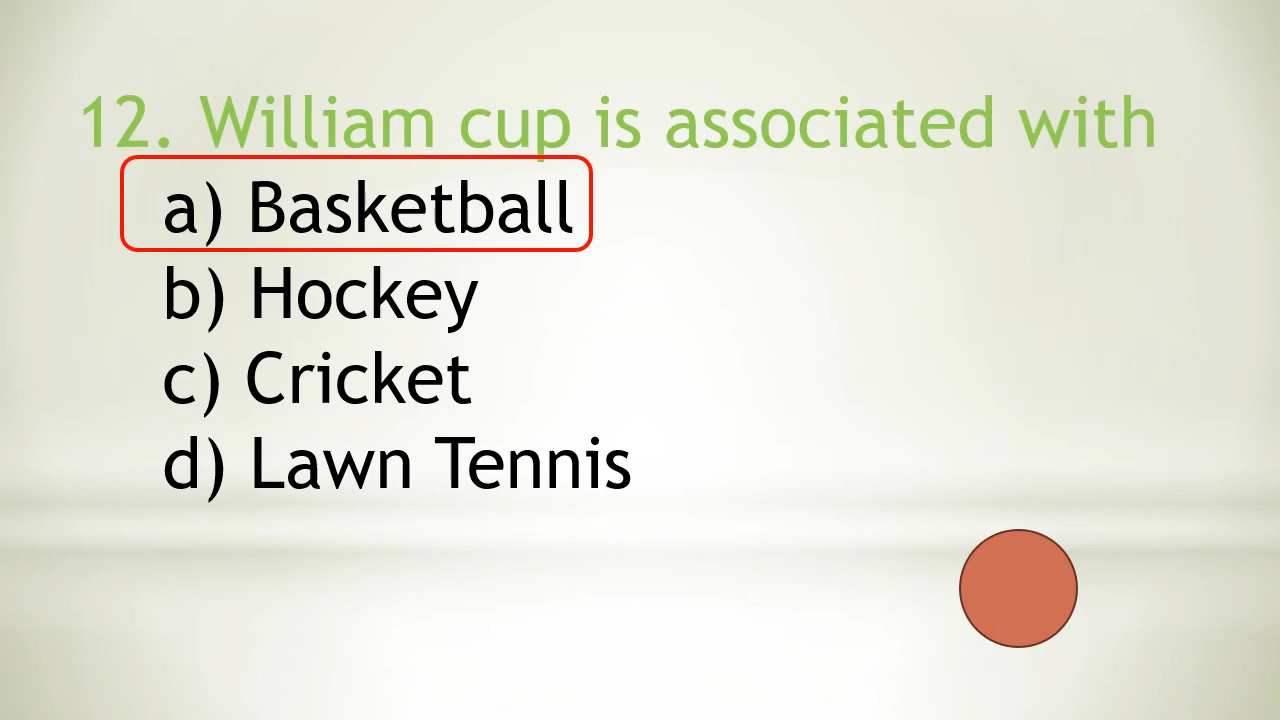 12. William cup is associated with
a) Basketball
b) Hockey
c) Cricket
d) Lawn Tennis